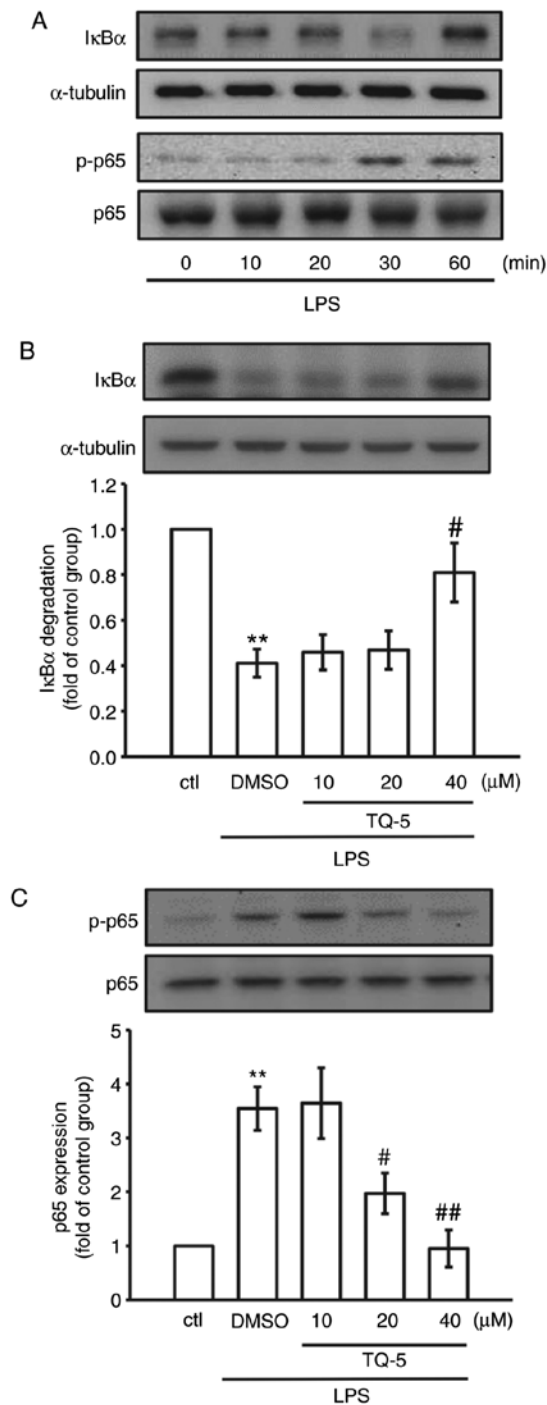 A
IκBα
α-tubulin
p-p65
p65
0 10 20 30 60 (min)
LPS
B
IκBα
α-tubulin
1.2
1.0
0.8
0.6
0.4
0.2
0.0
IκBα degradation
(fold of control group)
**
#
ctl DMSO 10 20 40 (μM)
TQ-5
LPS
C
p-p65
p65
5
4
3
2
1
0
p65 expression
(fold of control group)
**
#
##
ctl DMSO 10 20 40 (μM)
TQ-5
LPS